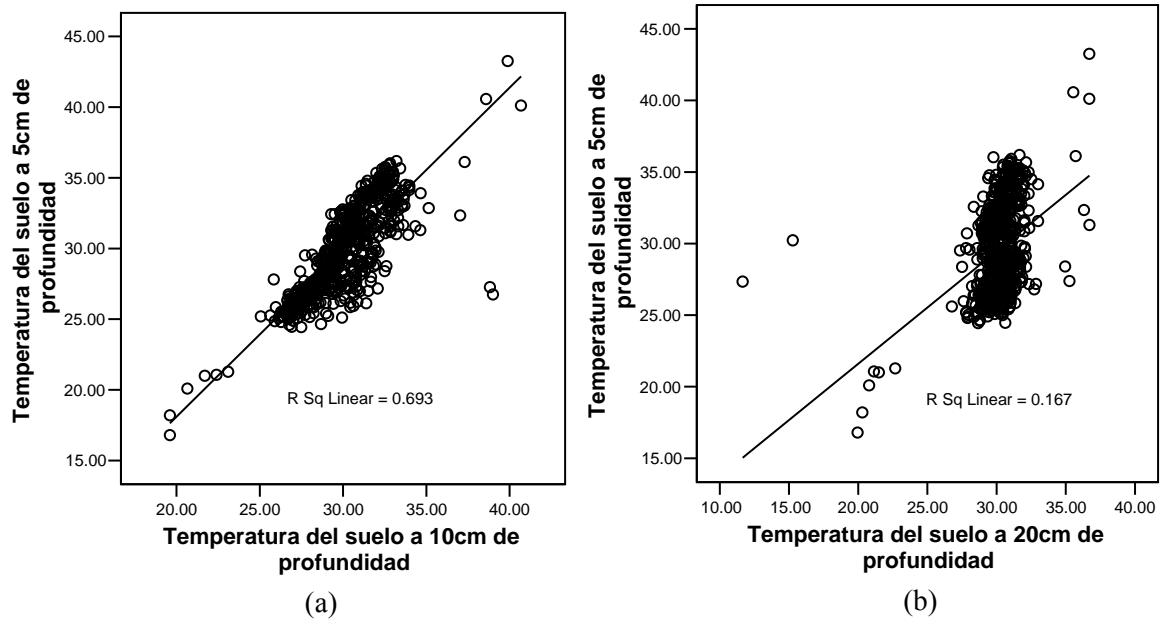 45.00
40.00
35.00
30.00
25.00
20.00
15.00
Temperatura del suelo a 5cm de
profundidad
R Sq Linear = 0.693
20.00 25.00 30.00 35.00 40.00
Temperatura del suelo a 10cm de
profundidad
(a)
45.00
40.00
35.00
30.00
25.00
20.00
15.00
Temperatura del suelo a 5cm de
profundidad
R Sq Linear = 0.167
10.00 15.00 20.00 25.00 30.00 35.00 40.00
Temperatura del suelo a 20cm de
profundidad
(b)